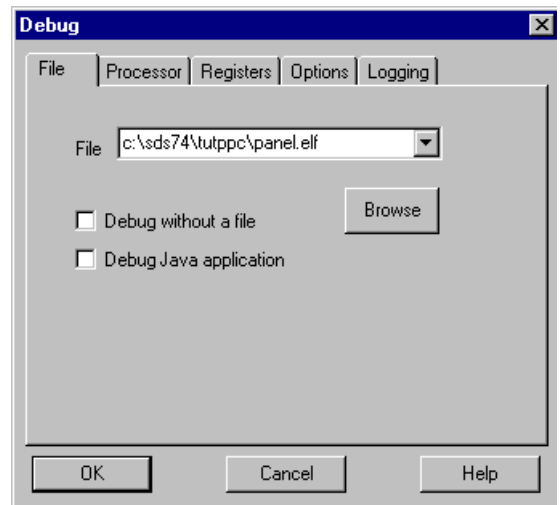 Debug
File Processor Registers Options Logging
File c:\sds74\tutppc\panel.elf
Browse
Debug without a file
Debug Java application
OK Cancel Help